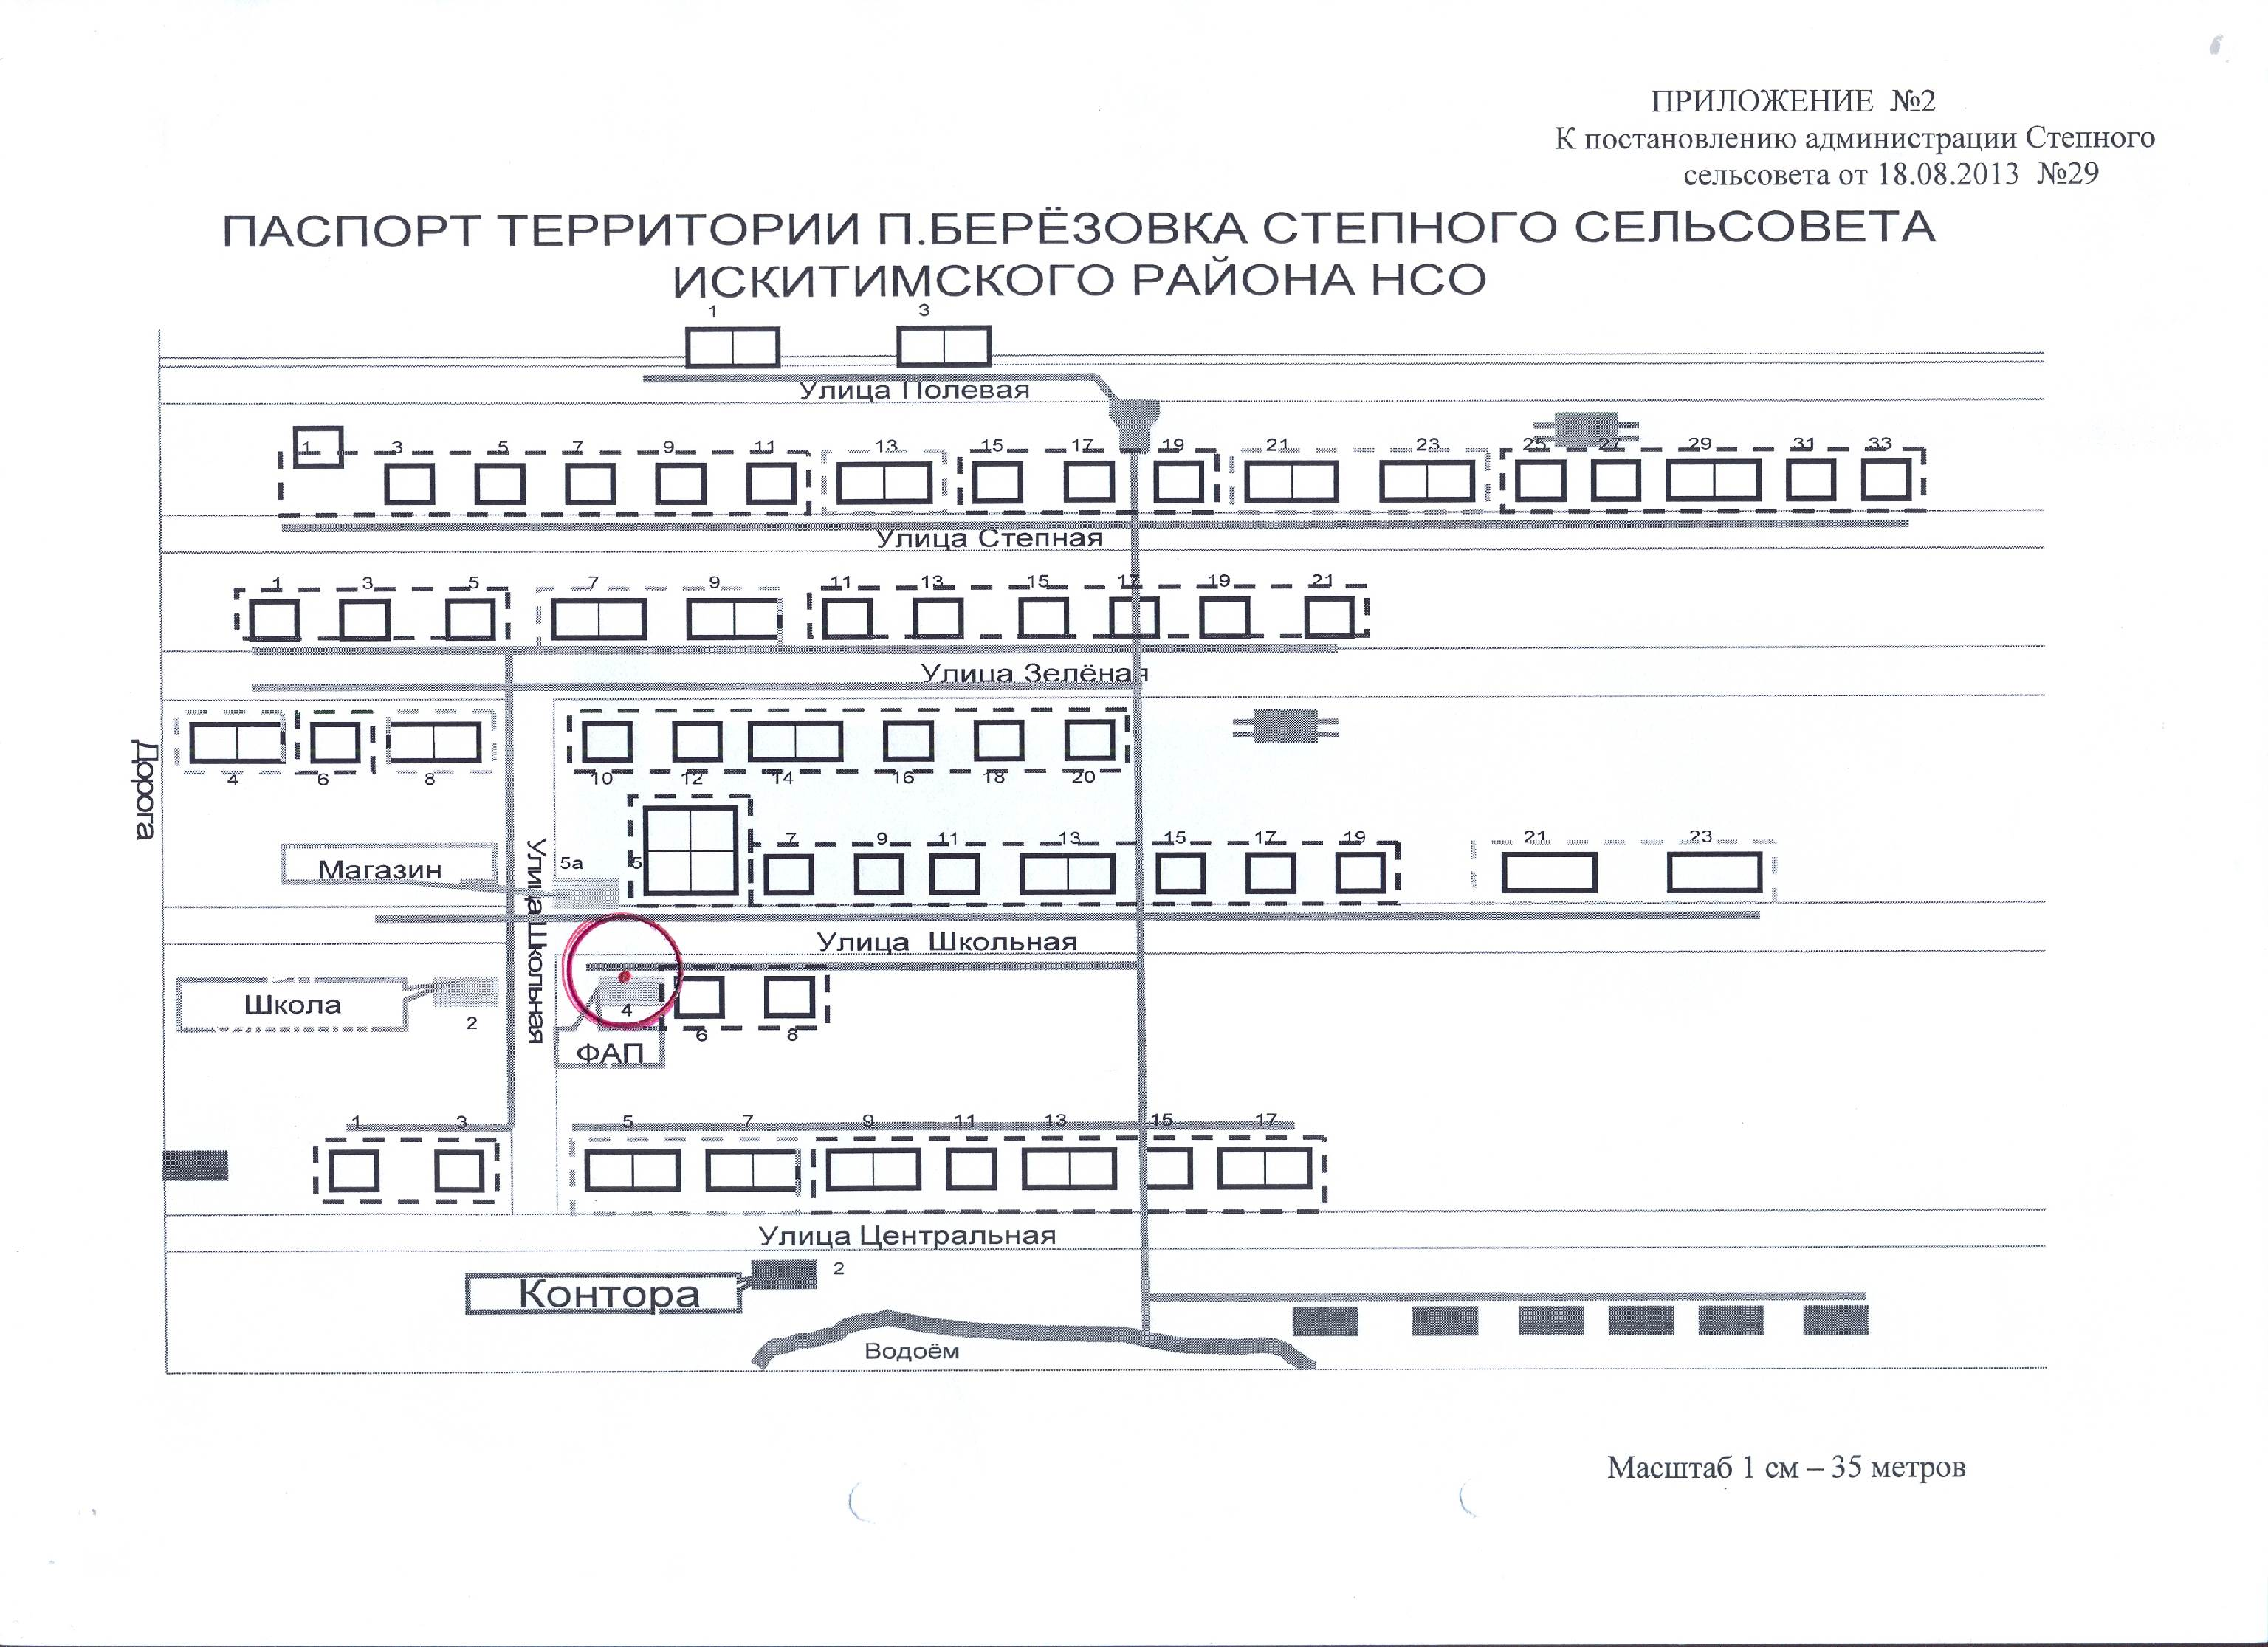 ПРИЛОЖЕНИЕ №2
К постановлению администрации Степного
сельсовета от 18.08.2013 №29
ПАСПОРТ ТЕРРИТОРИИ П.БЕРЁЗОВКА СТЕПНОГО СЕЛЬСОВЕТА
ИСКИТИМСКОГО РАЙОНА НСО
1 3
Улица Полевая
1 3 5 7 9 11 13 15 17 19 21 23 25 27 29 31 33
Улица Степная
1 3 5 7 9 11 13 15 17 19 21
Улица Зелёная
4 6 8 10 12 14 16 18 20
Дорога
7 9 11 13 15 17 19 21 23
5а 5
Магазин
Улица Школьная
Улица Школьная
Школа
2
4
6 8
ФАП
1 3 5 7 9 11 13 15 17
Улица Центральная
2
Контора
Водоём
Масштаб 1 см – 35 метров